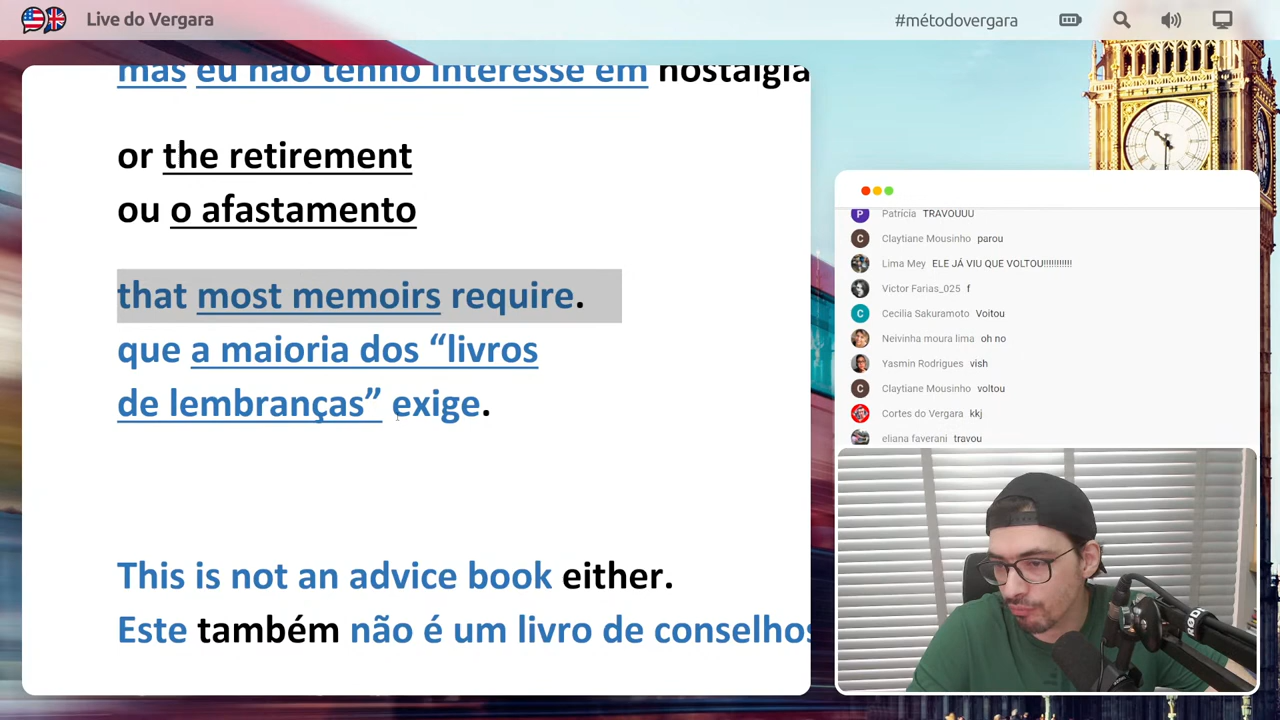 Live do Vergara
#métodovergara
mas eu não tenho interesse em nostalgia
or the retirement
ou o afastamento
that most memoirs require.
que a maioria dos “livros
de lembranças” exige.
This is not an advice book either.
Este também não é um livro de conselhos
P Patricia TRAVOUUU
C Claytiane Mousinho parou
Lima Mey ELE JÁ VIU QUE VOLTOU!!!!!!!!!!!
Victor Farias_025 f
C Cecilia Sakuramoto Voitou
Neivinha moura lima oh no
Yasmin Rodrigues vish
C Claytiane Mousinho voltou
Cortes do Vergara kkj
eliana faverani travou
RØDE